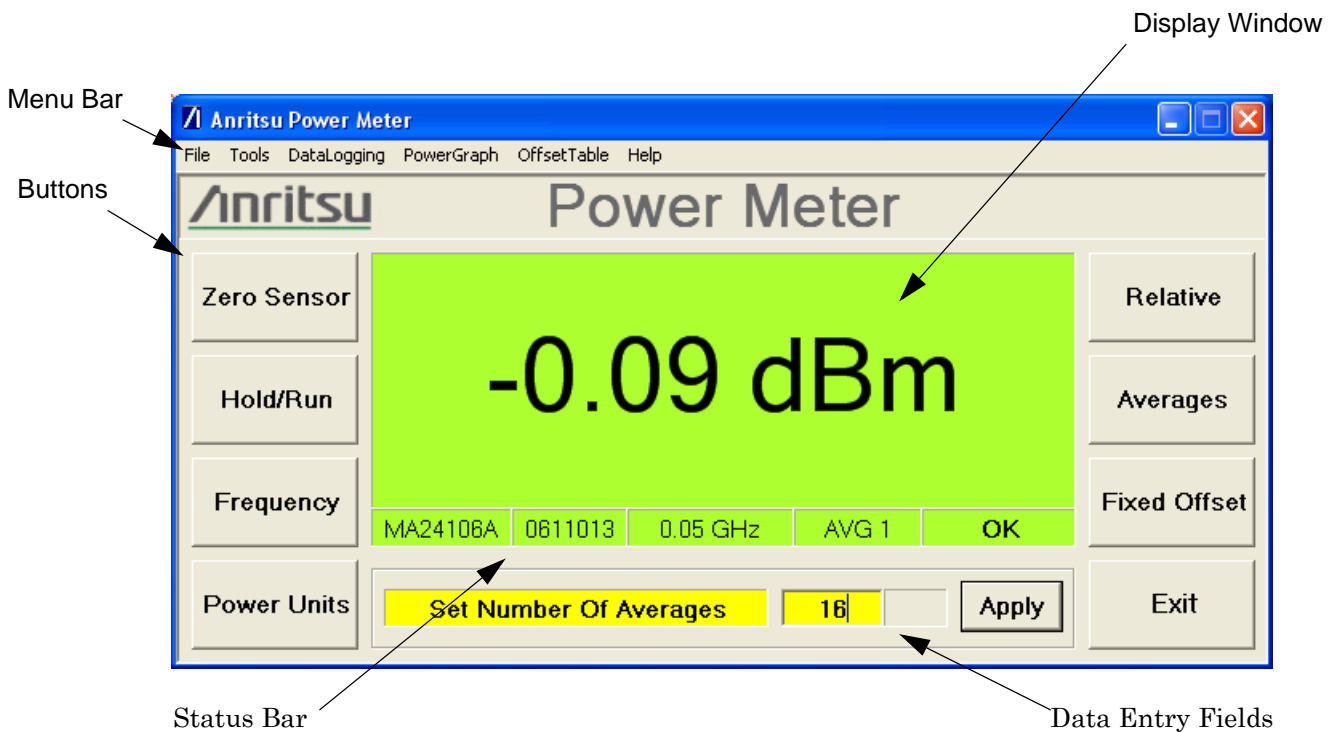 Display Window
Menu Bar
Anritsu Power Meter
File Tools DataLogging PowerGraph OffsetTable Help
Buttons
Anritsu Power Meter
Zero Sensor
Relative
-0.09 dBm
Hold/Run
Averages
Frequency
Fixed Offset
MA24106A 0611013 0.05 GHz AVG 1 OK
Power Units
Set Number Of Averages 16 Apply
Exit
Status Bar
Data Entry Fields